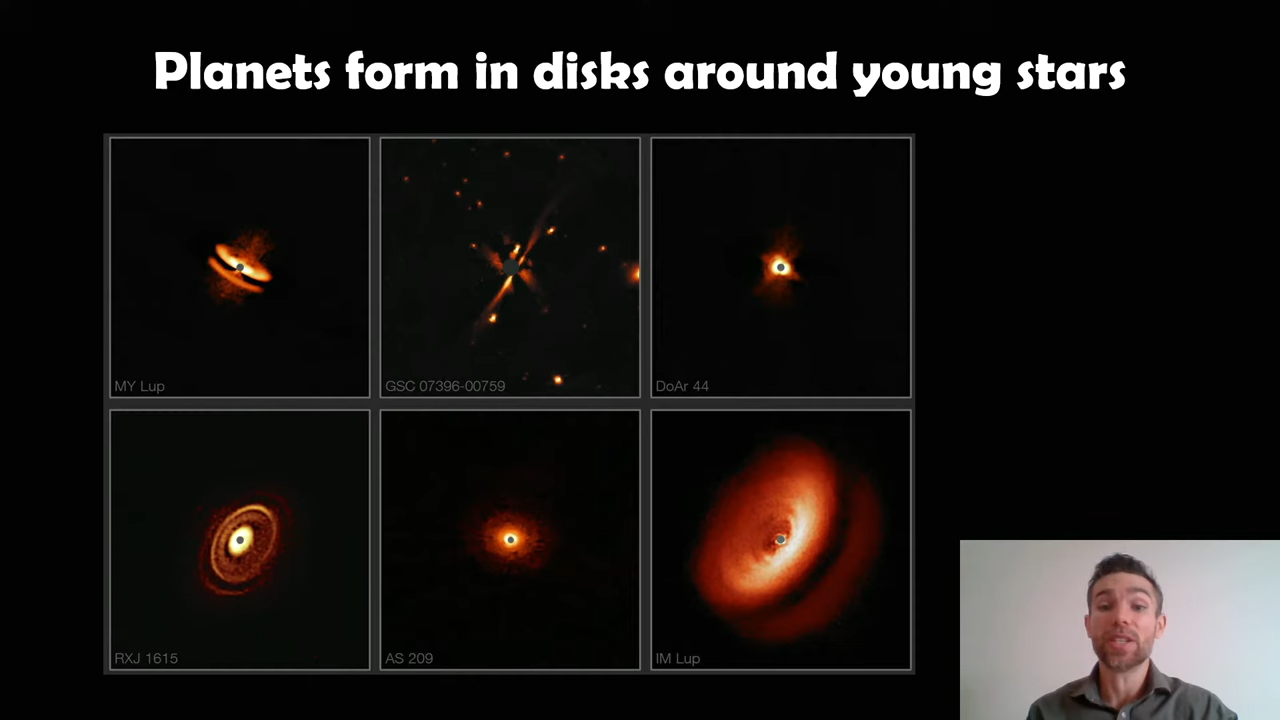 Planets form in disks around young stars
MY Lup
GSC 07396-00759
DoAr 44
RXJ 1615
AS 209
IM Lup